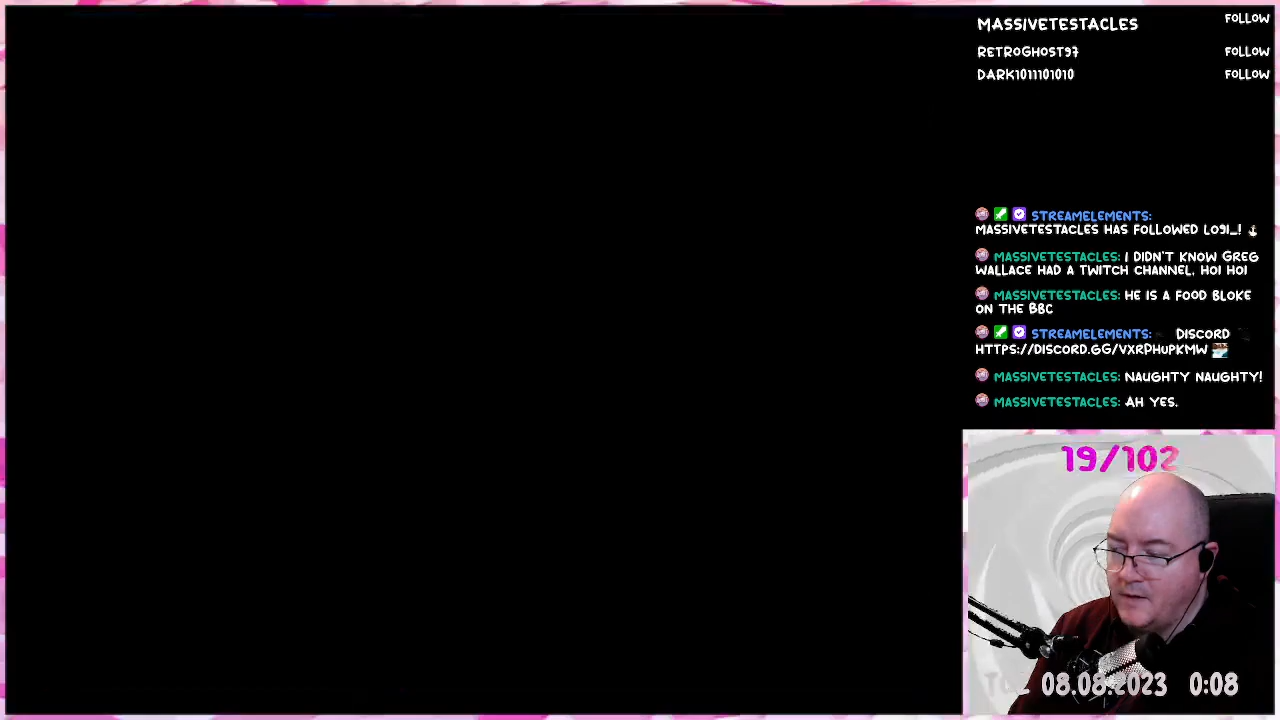 MASSIVETESTACLES FOLLOW
RETROGHOST97 FOLLOW
DARK1011101010 FOLLOW
STREAMELEMENTS:
MASSIVETESTACLES HAS FOLLOWED LO9I_!
MASSIVETESTACLES: I DIDN'T KNOW GREG
WALLACE HAD A TWITCH CHANNEL, HOI HOI
MASSIVETESTACLES: HE IS A FOOD BLOKE
ON THE BBC
STREAMELEMENTS: DISCORD
HTTPS://DISCORD.GG/VXRPHUPKMW
MASSIVETESTACLES: NAUGHTY NAUGHTY!
MASSIVETESTACLES: AH YES.
19/102
TUE 08.08.2023 0:08